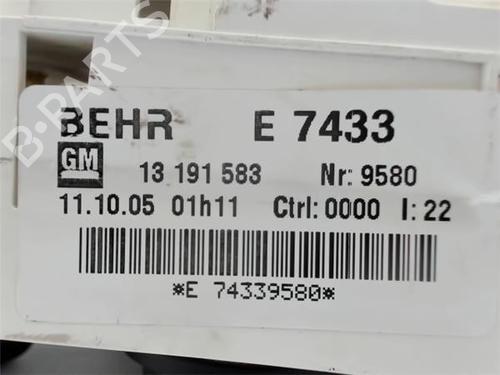 BEHR E 7433
GM 13 191 583 Nr: 9580
11.10.05 01h11 Ctrl: 0000 I: 22
*E 74339580*
B-PARTS